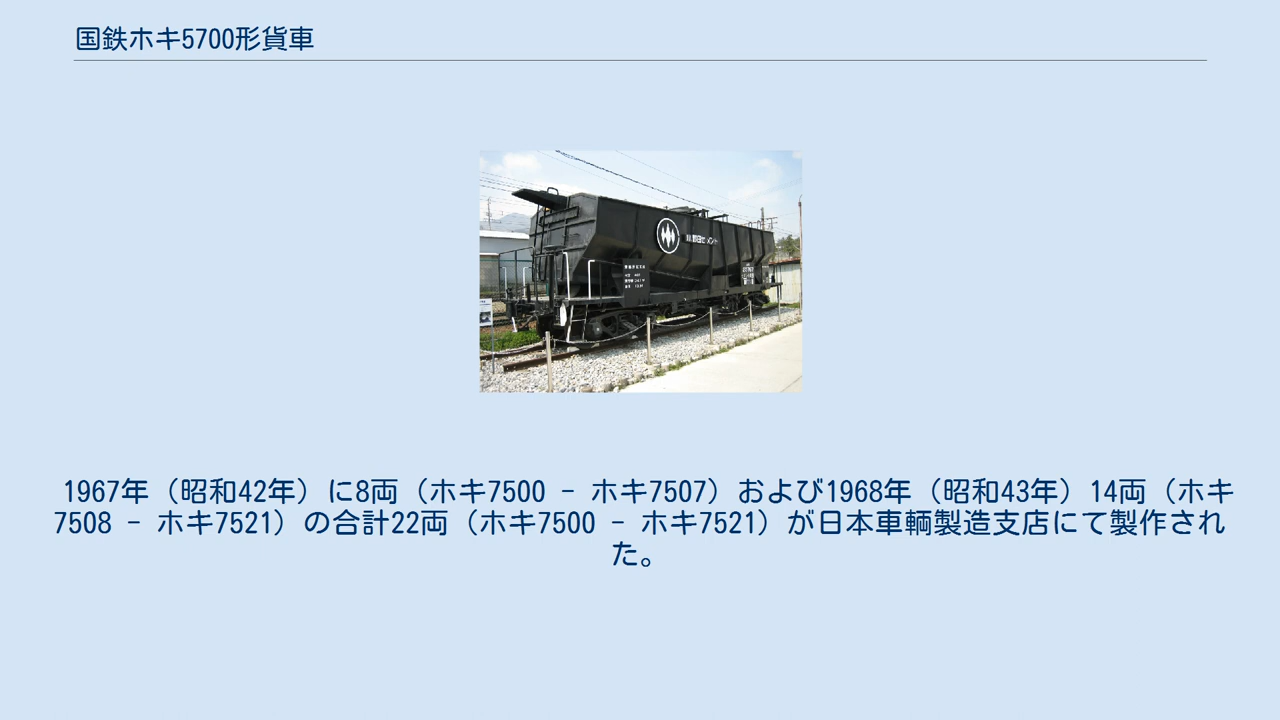 国鉄ホキ5700形貨車
1967年（昭和42年）に8両（ホキ7500 - ホキ7507）および1968年（昭和43年）14両（ホキ
7508 - ホキ7521）の合計22両（ホキ7500 - ホキ7521）が日本車輌製造支店にて製作され
た。